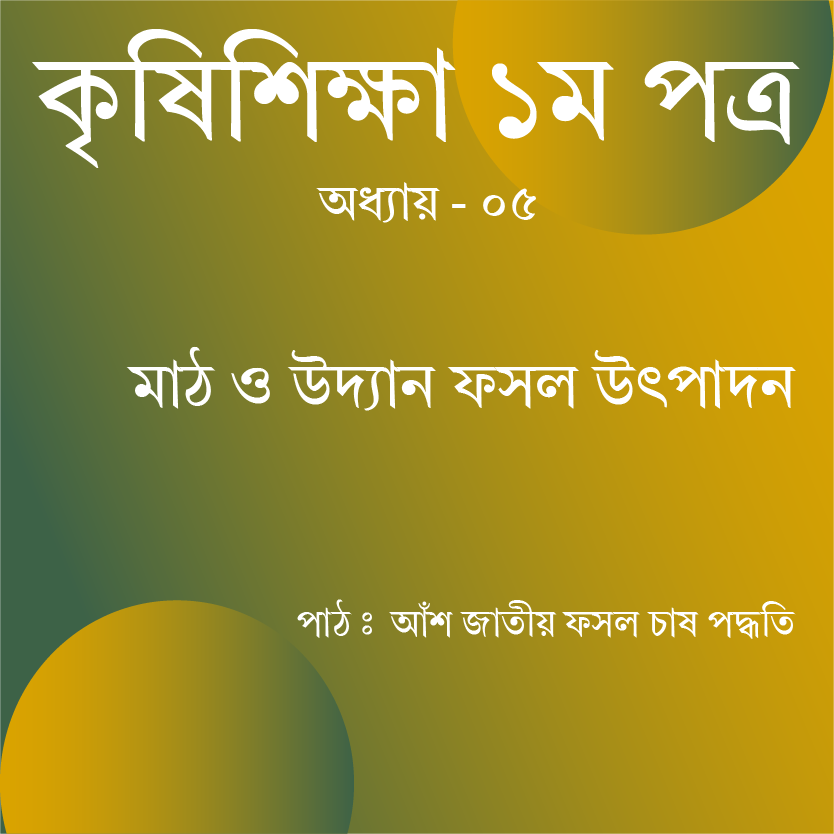 কৃষিশিক্ষা ১ম পত্র
অধ্যায় - ০৫
মাঠ ও উদ্যান ফসল উৎপাদন
পাঠ ঃ আঁশ জাতীয় ফসল চাষ পদ্ধতি